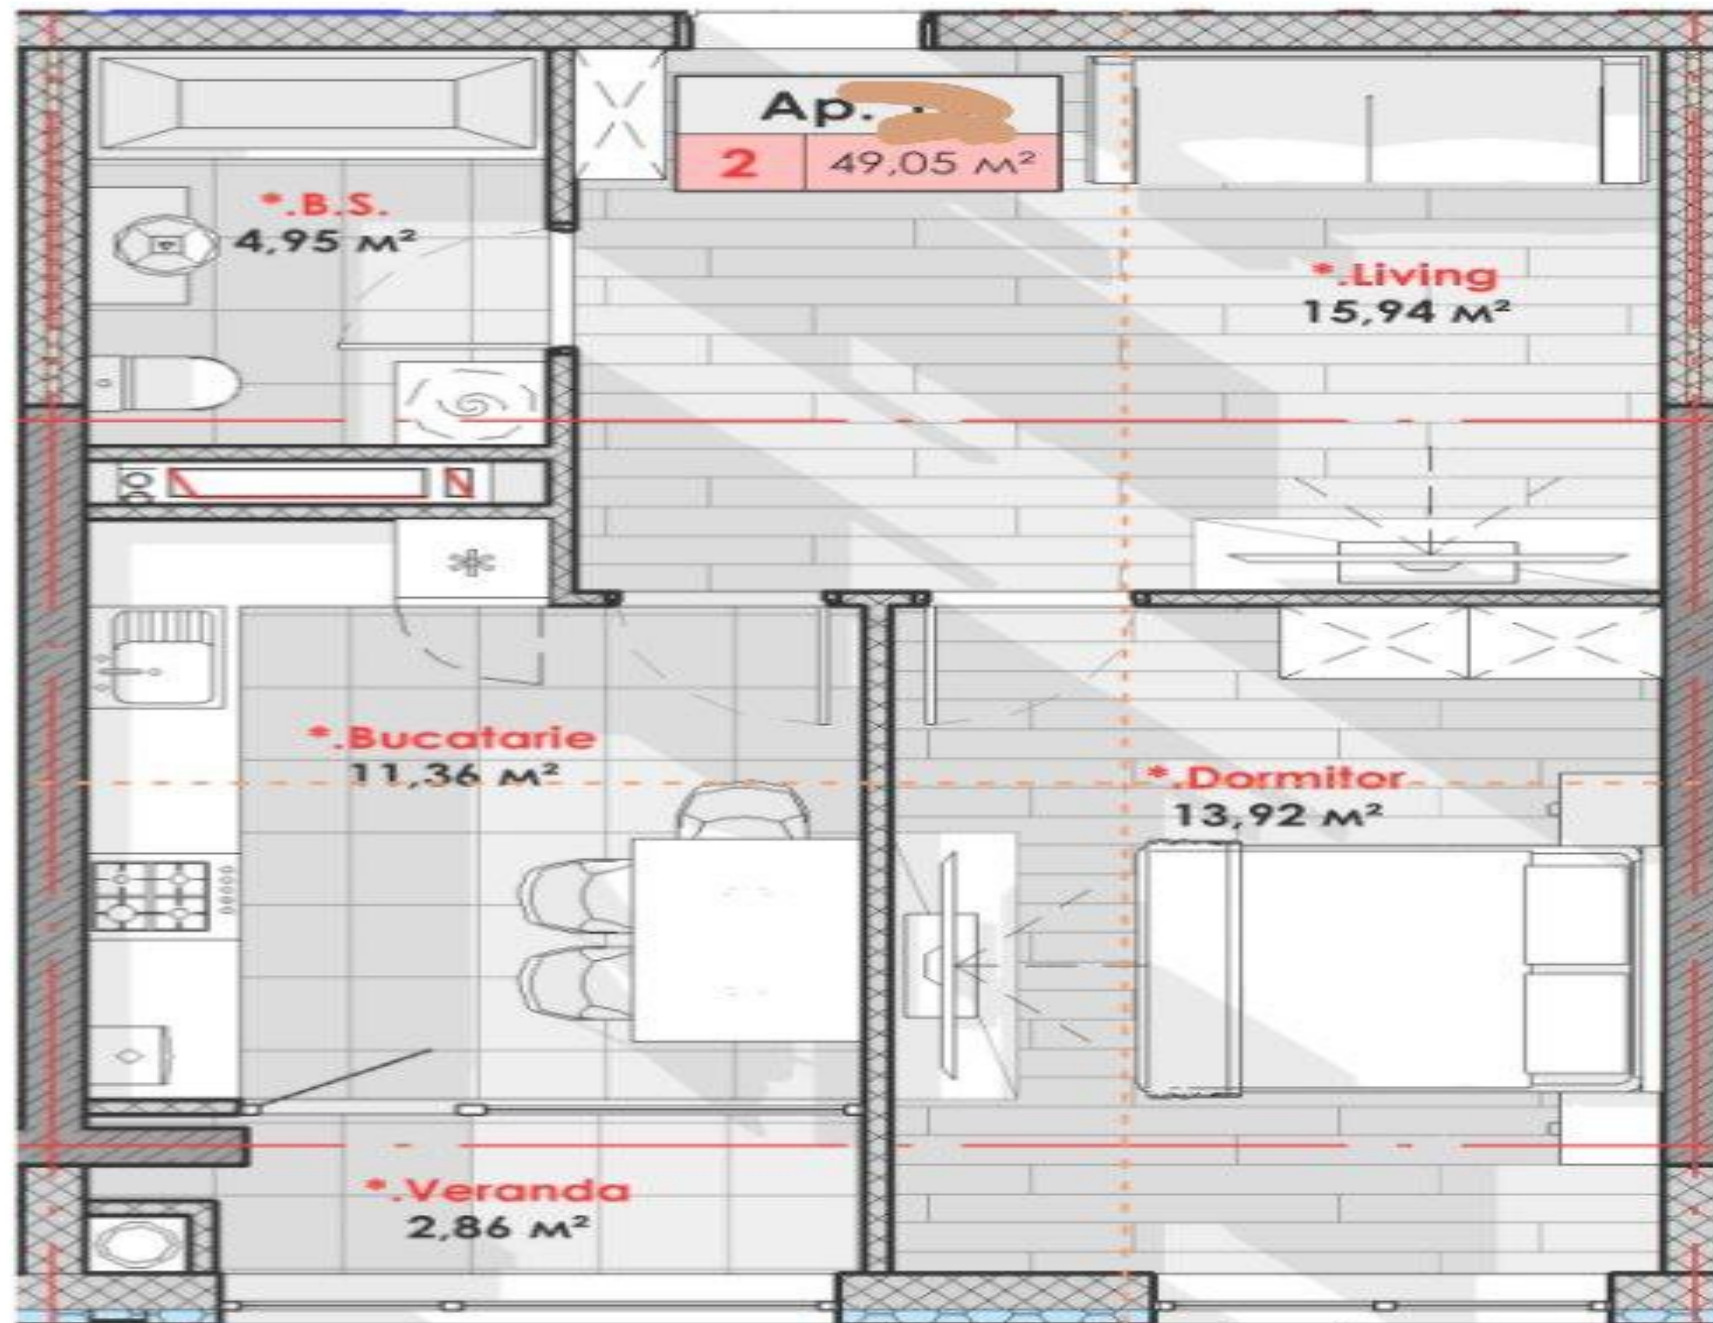 Ap.
2 49,05 м²
*.B.S.
4,95 м²
*.Living
15,94 м²
*.Bucatarie
11,36 м²
*.Dormitor
13,92 м²
*.Veranda
2,86 м²